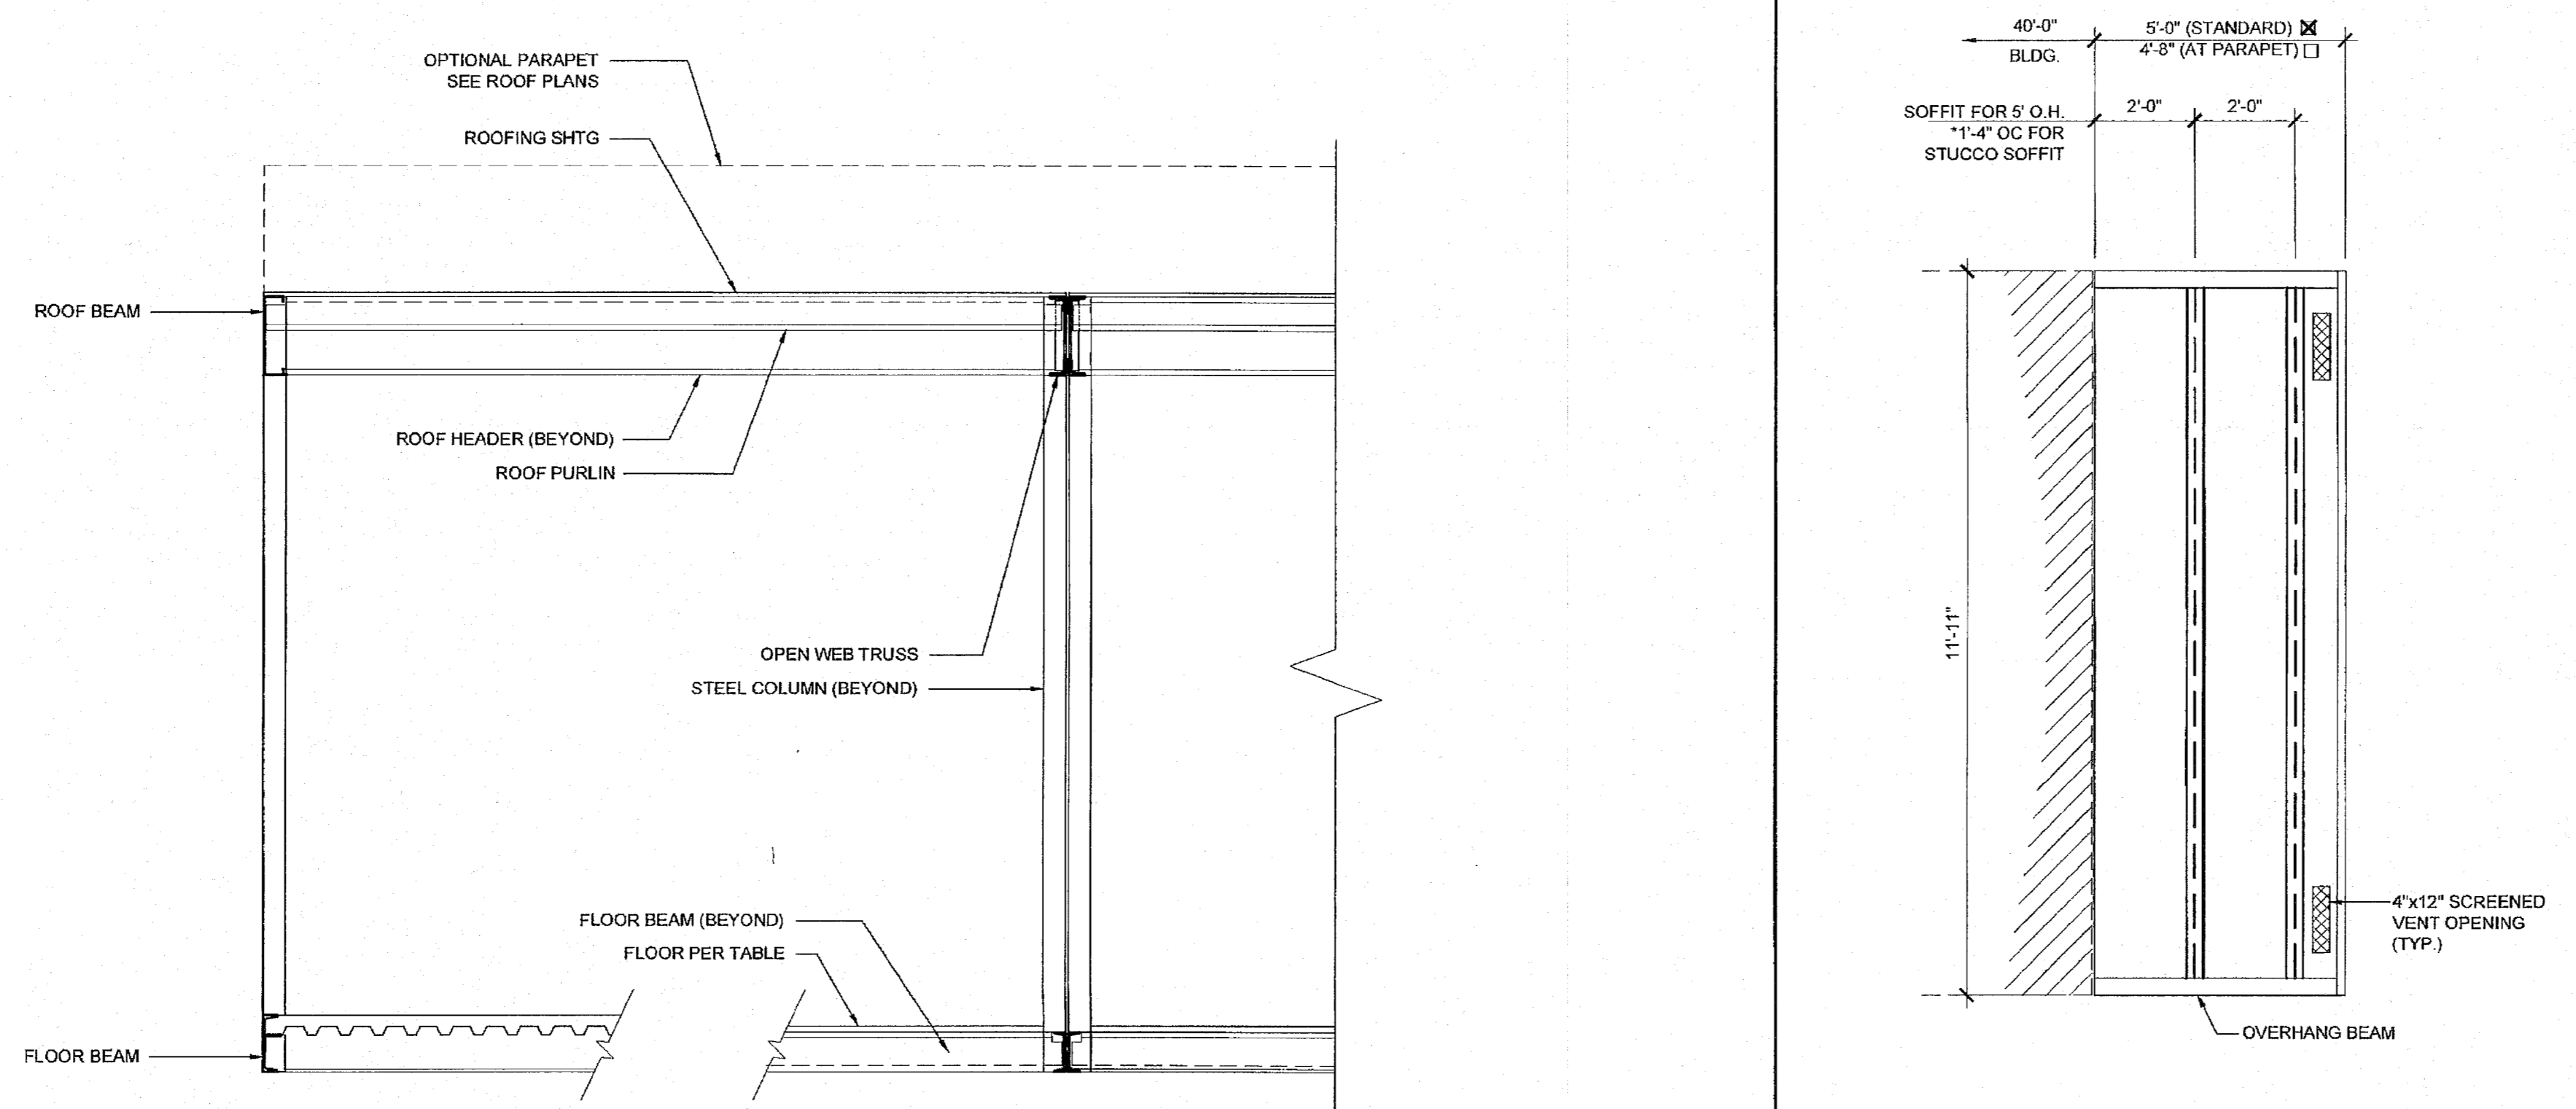 OPTIONAL PARAPET
SEE ROOF PLANS
ROOFING SHTG
ROOF BEAM
ROOF HEADER (BEYOND)
ROOF PURLIN
OPEN WEB TRUSS
STEEL COLUMN (BEYOND)
FLOOR BEAM (BEYOND)
FLOOR PER TABLE
FLOOR BEAM
40'-0"
BLDG.
5'-0" (STANDARD)
4'-8" (AT PARAPET)
SOFFIT FOR 5' O.H.
*1'-4" OC FOR
STUCCO SOFFIT
2'-0"
2'-0"
11'-11"
4"x12" SCREENED
VENT OPENING
(TYP.)
OVERHANG BEAM